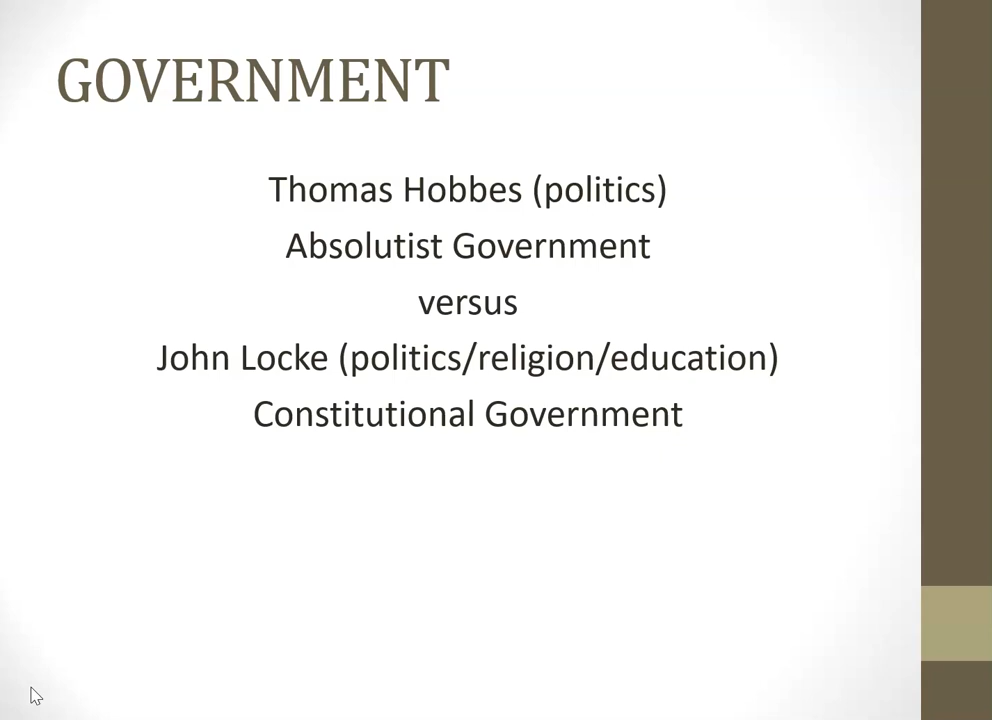 GOVERNMENT
Thomas Hobbes (politics)
Absolutist Government
versus
John Locke (politics/religion/education)
Constitutional Government